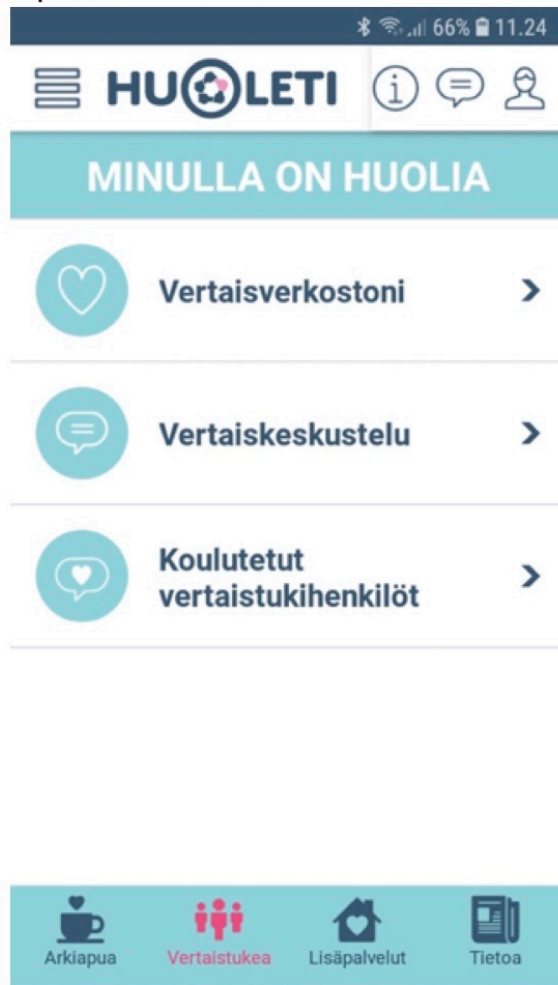 66% 11.24
HUOLETI
MINULLA ON HUOLIA
Vertaisverkostoni
Vertaiskeskustelu
Koulutetut
vertaistukihenkilöt
Arkiapua Vertaistukea Lisäpalvelut Tietoa